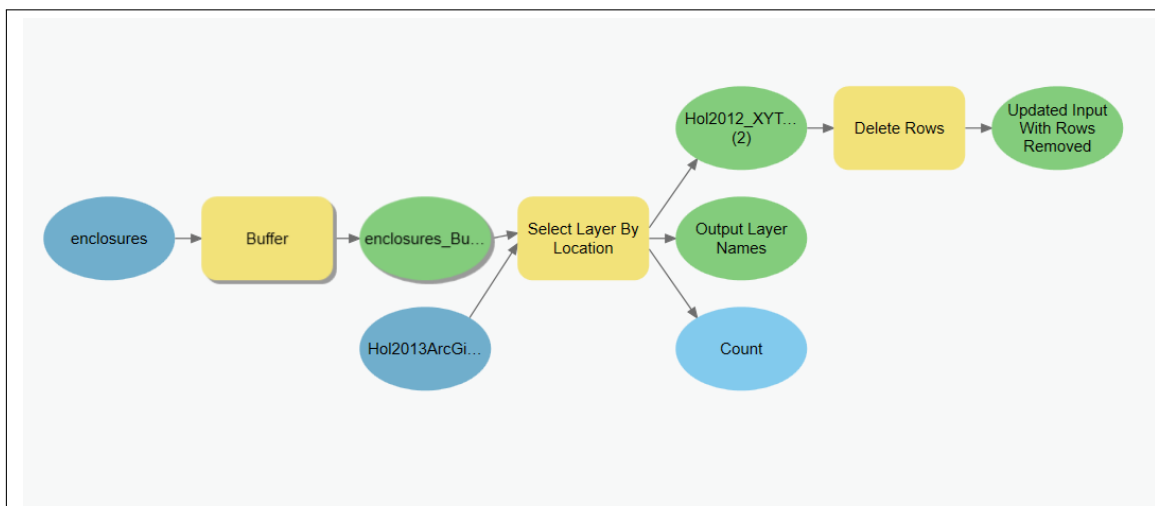 Hol2012_XYT...
(2)
Delete Rows
Updated Input
With Rows
Removed
enclosures
Buffer
enclosures_Bu...
Select Layer By
Location
Output Layer
Names
Hol2013ArcGi...
Count